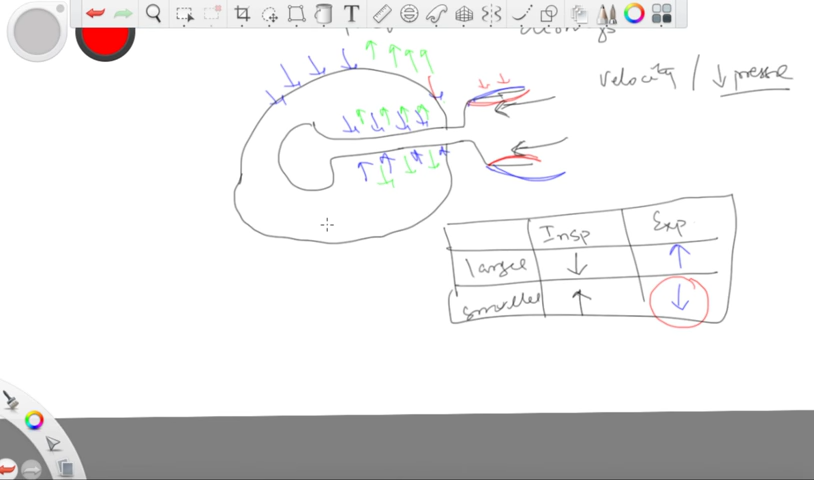 velocity / ↓ pressure
Insp Exp
larger ↓ ↑
smaller ↑ ↓